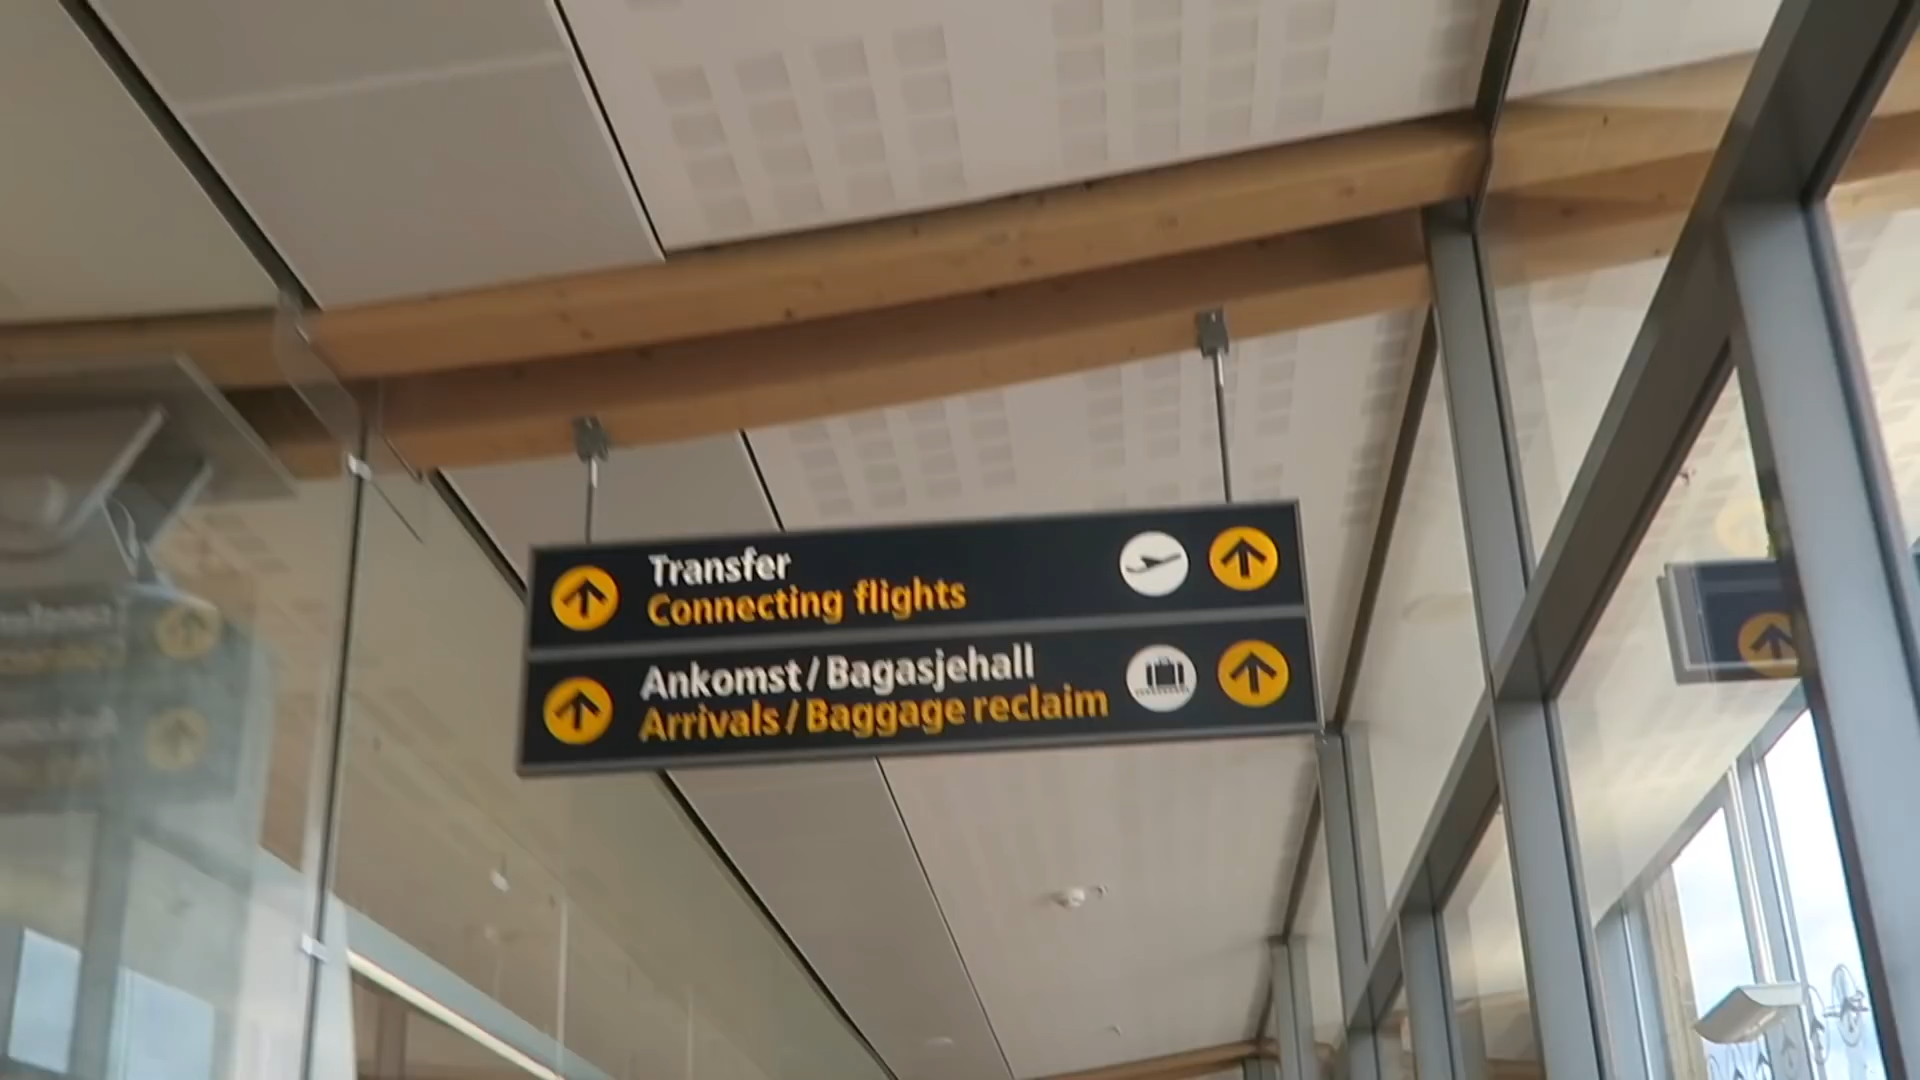 Transfer
Connecting flights
Ankomst / Bagasjehall
Arrivals / Baggage reclaim